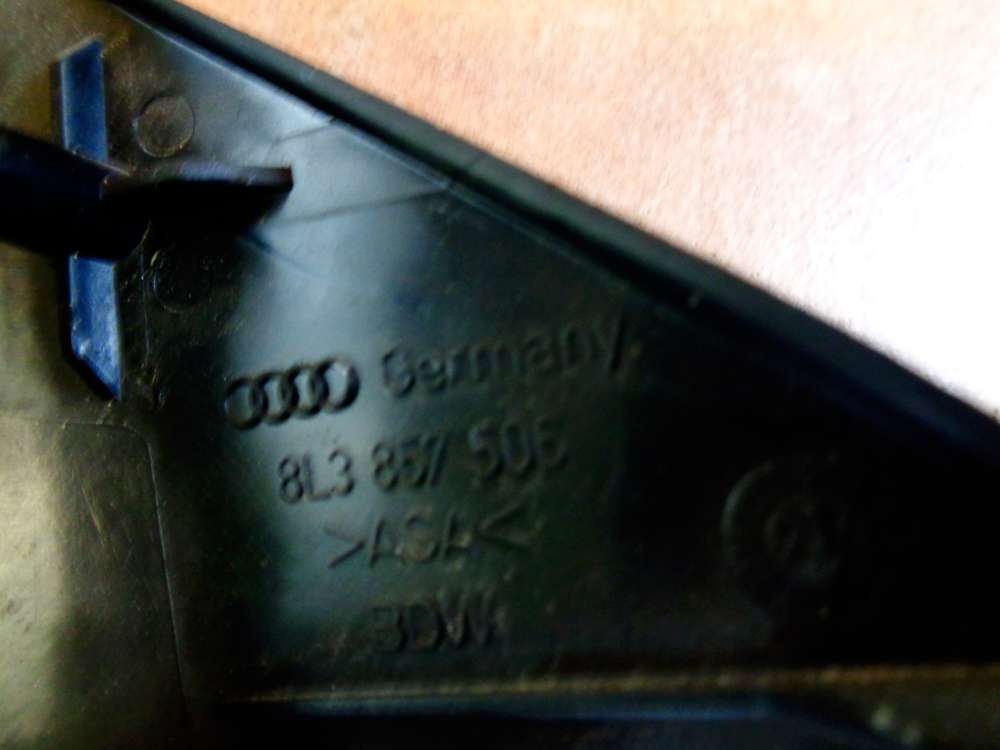 Germany
8L3 857 506
>ASA<
BDW